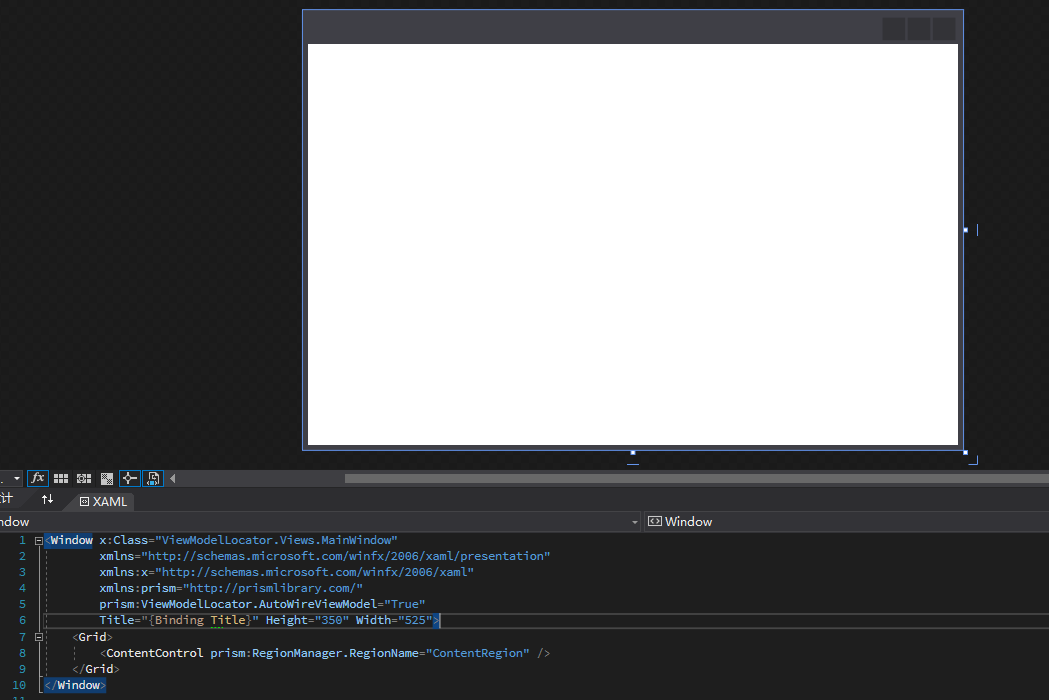 fx
计
XAML
ndow
Window
1 <Window x:Class="ViewModelLocator.Views.MainWindow"
2 xmlns="http://schemas.microsoft.com/winfx/2006/xaml/presentation"
3 xmlns:x="http://schemas.microsoft.com/winfx/2006/xaml"
4 xmlns:prism="http://prismlibrary.com/"
5 prism:ViewModelLocator.AutoWireViewModel="True"
6 Title="{Binding Title}" Height="350" Width="525">
7 <Grid>
8 <ContentControl prism:RegionManager.RegionName="ContentRegion" />
9 </Grid>
10 </Window>
11